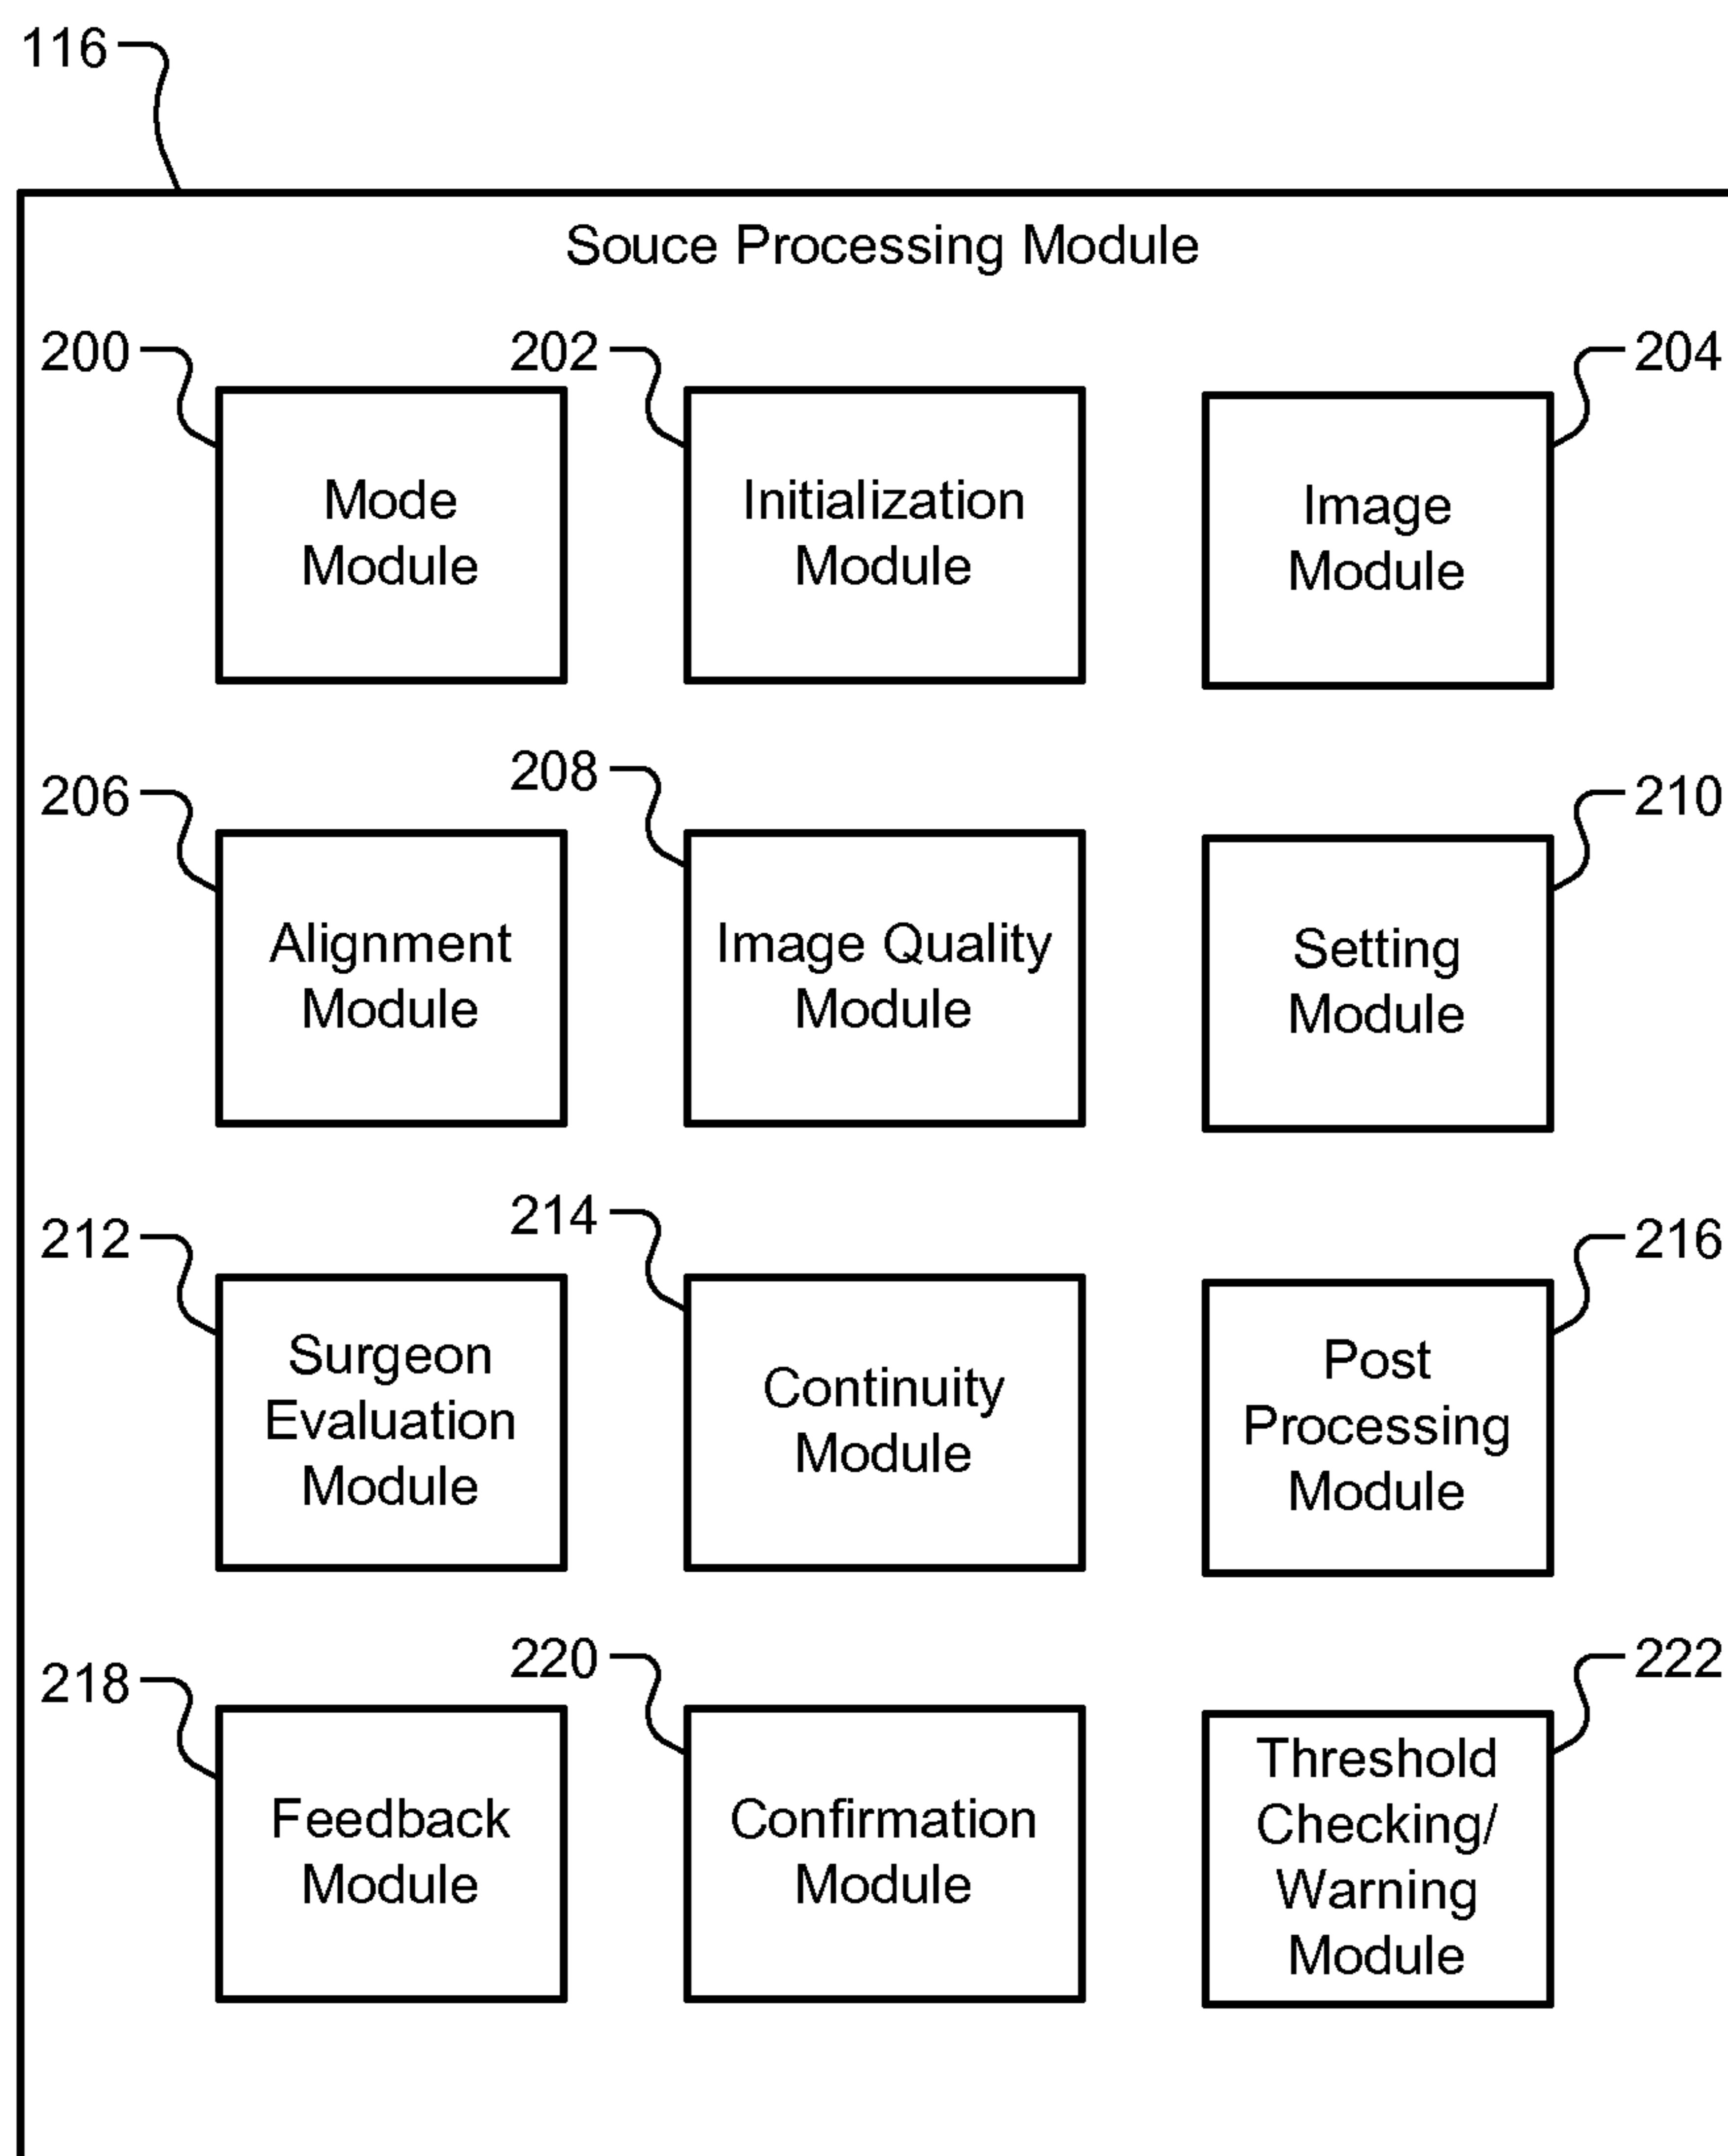 116
Souce Processing Module
200
202
204
Mode
Module
Initialization
Module
Image
Module
206
208
210
Alignment
Module
Image Quality
Module
Setting
Module
212
214
216
Surgeon
Evaluation
Module
Continuity
Module
Post
Processing
Module
218
220
222
Feedback
Module
Confirmation
Module
Threshold
Checking/
Warning
Module